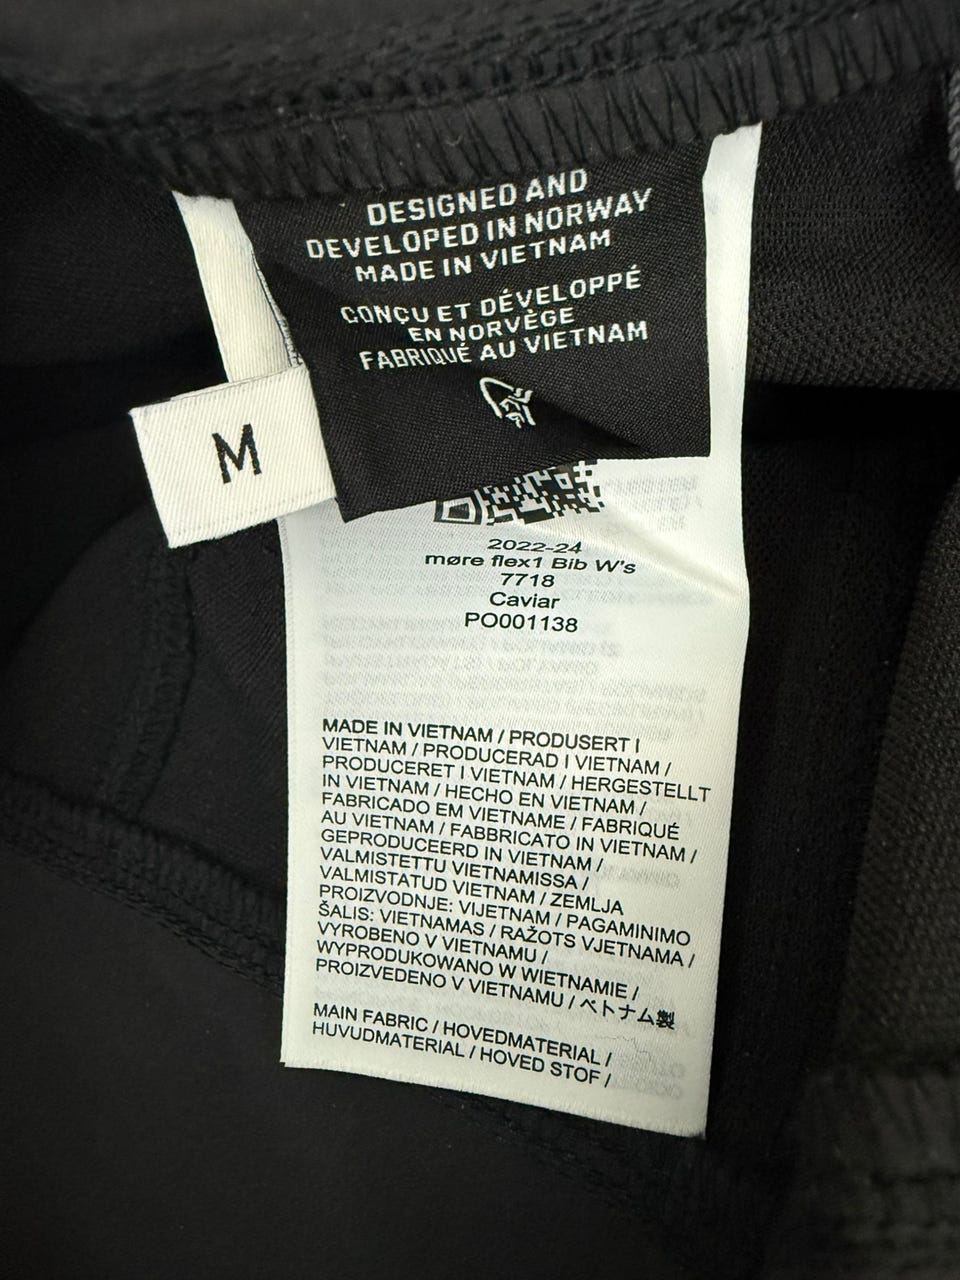 DESIGNED AND
DEVELOPED IN NORWAY
MADE IN VIETNAM
CONÇU ET DÉVELOPPÉ
EN NORVÈGE
FABRIQUÉ AU VIETNAM
M
2022-24
møre flex1 Bib W's
7718
Caviar
PO001138
MADE IN VIETNAM / PRODUSERT I
VIETNAM / PRODUCERAD I VIETNAM /
PRODUCERET I VIETNAM / HERGESTELLT
IN VIETNAM / HECHO EN VIETNAM /
FABRICADO EM VIETNAME / FABRIQUÉ
AU VIETNAM / FABBRICATO IN VIETNAM /
GEPRODUCEERD IN VIETNAM /
VALMISTETTU VIETNAMISSA /
VALMISTATUD VIETNAM / ZEMLJA
PROIZVODNJE: VIJETNAM / PAGAMINIMO
ŠALIS: VIETNAMAS / RAŽOTS VJETNAMA /
VYROBENO V VIETNAMU /
WYPRODUKOWANO W WIETNAMIE /
PROIZVEDENO V VIETNAMU / ベトナム製
MAIN FABRIC / HOVEDMATERIAL /
HUVUDMATERIAL / HOVED STOF /